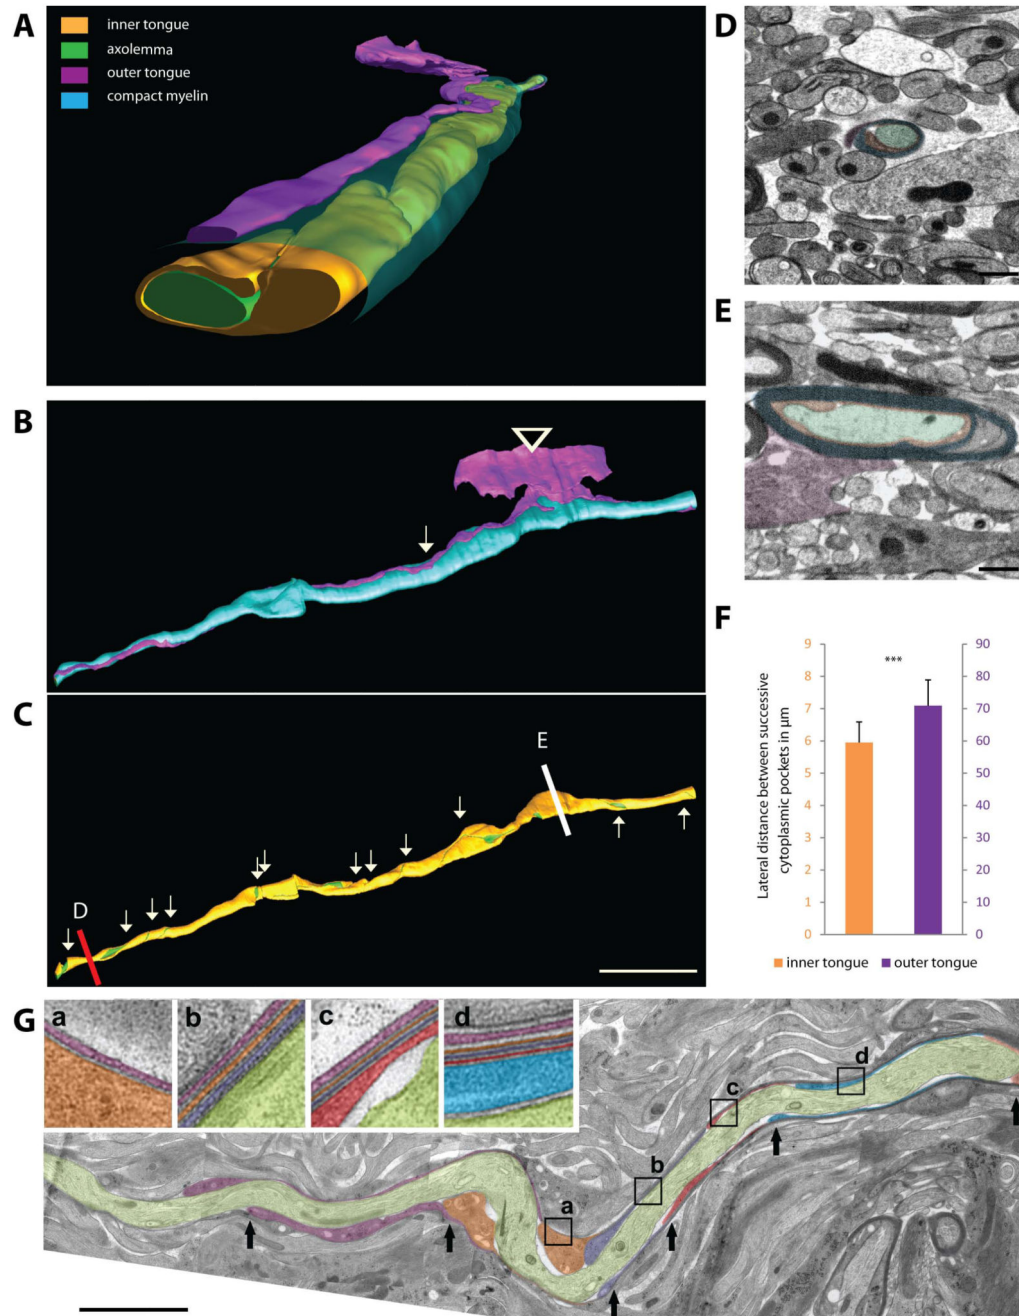 A
inner tongue
axolemma
outer tongue
compact myelin
B
C
D
E
D
E
F
Lateral distance between successive
cytoplasmic pockets in µm
9
8
7
6
5
4
3
2
1
0
***
90
80
70
60
50
40
30
20
10
0
inner tongue
outer tongue
G
a
b
c
d
a
b
c
d